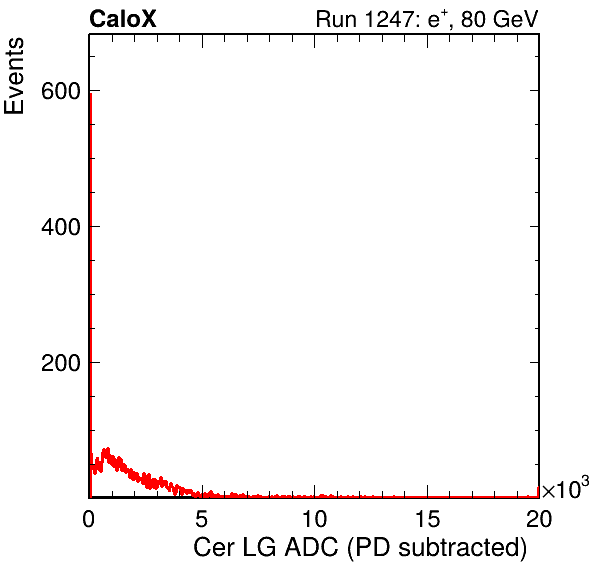 CaloX Run 1247: e⁺, 80 GeV
Events
600
400
200
0 5 10 15 20 ×10³
Cer LG ADC (PD subtracted)